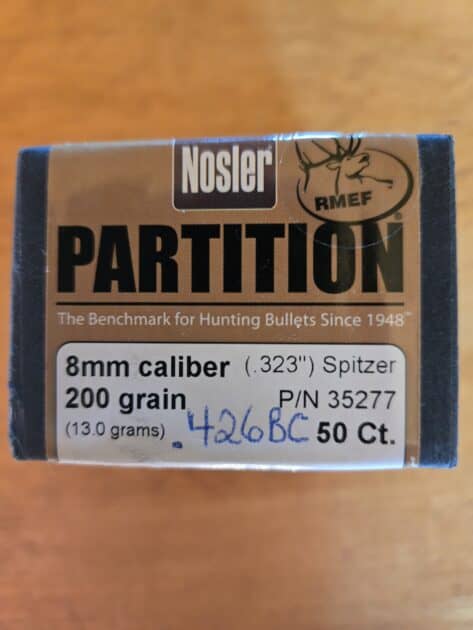 Nosler®
RMEF
PARTITION®
The Benchmark for Hunting Bullets Since 1948™
8mm caliber (.323") Spitzer
200 grain P/N 35277
(13.0 grams) .426BC 50 Ct.